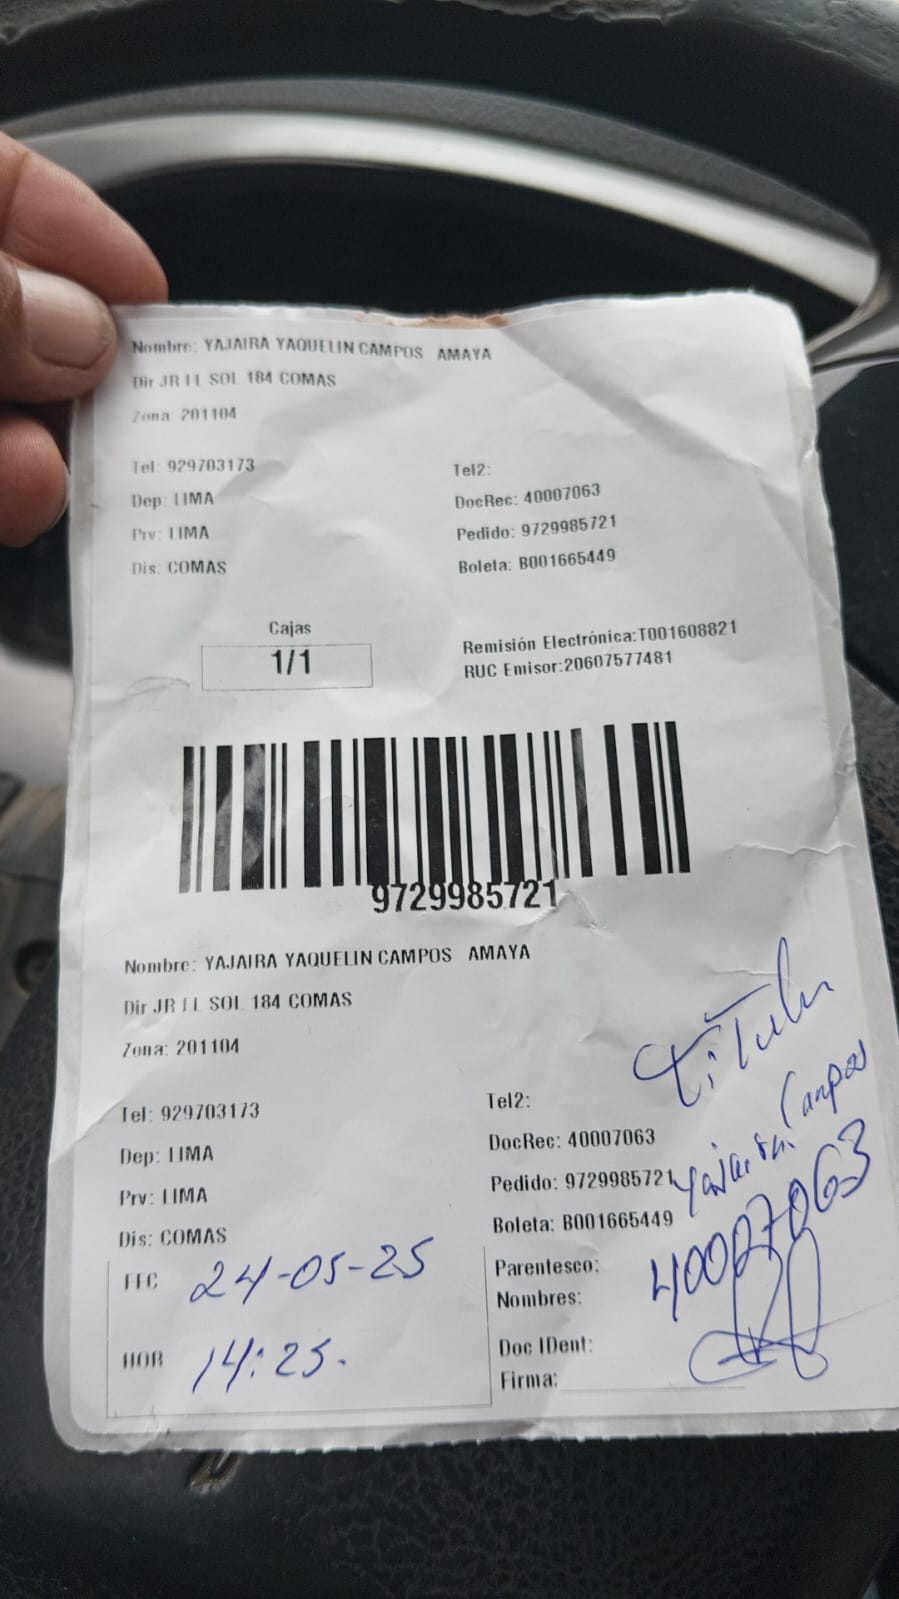 Nombre: YAJAIRA YAQUELIN CAMPOS AMAYA
Dir JR EL SOL 184 COMAS
Zona: 201104
Tel: 929703173 Tel2:
Dep: LIMA DocRec: 40007063
Prv: LIMA Pedido: 9729985721
Dis: COMAS Boleta: B001665449
Cajas
1/1
Remisión Electrónica:T001608821
RUC Emisor:20607577481
9729985721
Nombre: YAJAIRA YAQUELIN CAMPOS AMAYA
Dir JR EL SOL 184 COMAS
Zona: 201104
Titular
Tel: 929703173 Tel2:
Dep: LIMA DocRec: 40007063
Prv: LIMA Pedido: 9729985721
Yajaira Campos
Dis: COMAS Boleta: B001665449
FEC 24-05-25
Parentesco:
40007063
Nombres:
HOR 14:25.
Doc IDent:
Firma: